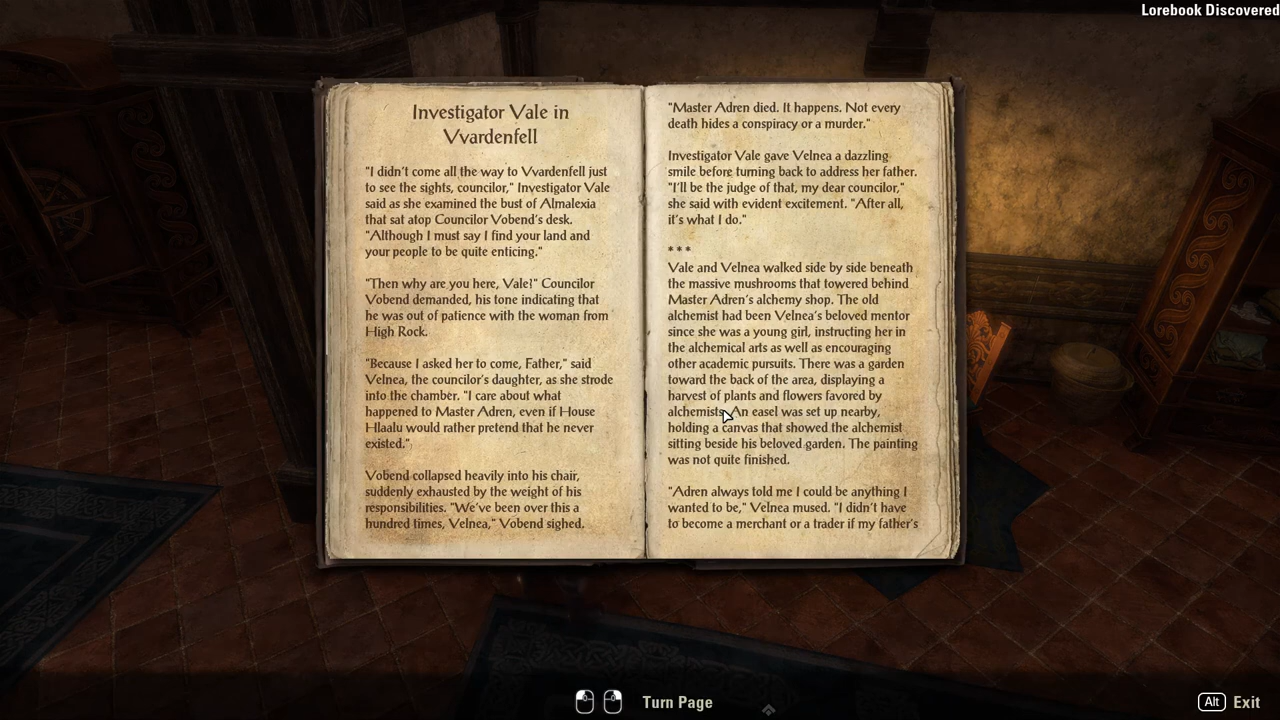 Lorebook Discovered
Investigator Vale in
Vvardenfell
"I didn't come all the way to Vvardenfell just
to see the sights, councilor," Investigator Vale
said as she examined the bust of Almalexia
that sat atop Councilor Vobend's desk.
"Although I must say I find your land and
your people to be quite enticing."
"Then why are you here, Vale?" Councilor
Vobend demanded, his tone indicating that
he was out of patience with the woman from
High Rock.
"Because I asked her to come, Father," said
Velnea, the councilor's daughter, as she strode
into the chamber. "I care about what
happened to Master Adren, even if House
Hlaalu would rather pretend that he never
existed."
Vobend collapsed heavily into his chair,
suddenly exhausted by the weight of his
responsibilities. "We've been over this a
hundred times, Velnea," Vobend sighed.
"Master Adren died. It happens. Not every
death hides a conspiracy or a murder."
Investigator Vale gave Velnea a dazzling
smile before turning back to address her father.
"I'll be the judge of that, my dear councilor,"
she said with evident excitement. "After all,
it's what I do."
* * *
Vale and Velnea walked side by side beneath
the massive mushrooms that towered behind
Master Adren's alchemy shop. The old
alchemist had been Velnea's beloved mentor
since she was a young girl, instructing her in
the alchemical arts as well as encouraging
other academic pursuits. There was a garden
toward the back of the area, displaying a
harvest of plants and flowers favored by
alchemists. An easel was set up nearby,
holding a canvas that showed the alchemist
sitting beside his beloved garden. The painting
was not quite finished.
"Adren always told me I could be anything I
wanted to be," Velnea mused. "I didn't have
to become a merchant or a trader if my father's
Turn Page
Alt Exit